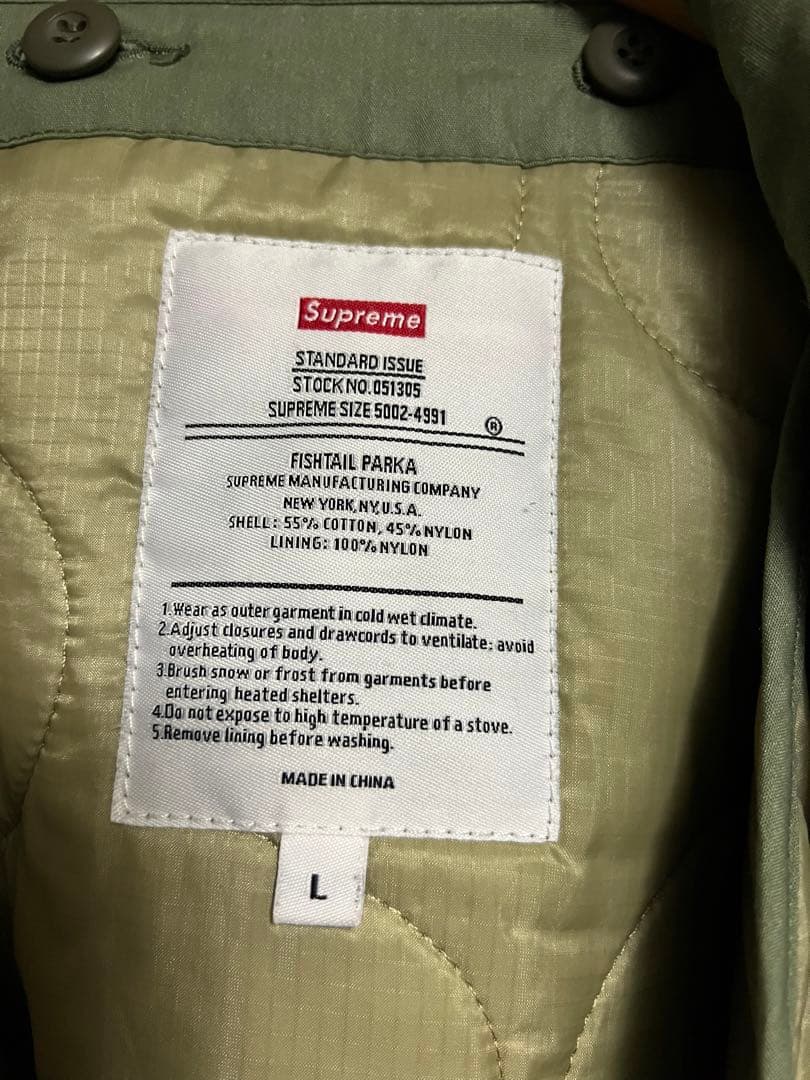 Supreme
STANDARD ISSUE
STOCK NO. 051305
SUPREME SIZE 5002-4991
®
FISHTAIL PARKA
SUPREME MANUFACTURING COMPANY
NEW YORK, NY, U.S.A.
SHELL: 55% COTTON, 45% NYLON
LINING: 100% NYLON
1.Wear as outer garment in cold wet climate.
2.Adjust closures and drawcords to ventilate; avoid
overheating of body.
3.Brush snow or frost from garments before
entering heated shelters.
4.Do not expose to high temperature of a stove.
5.Remove lining before washing.
MADE IN CHINA
L